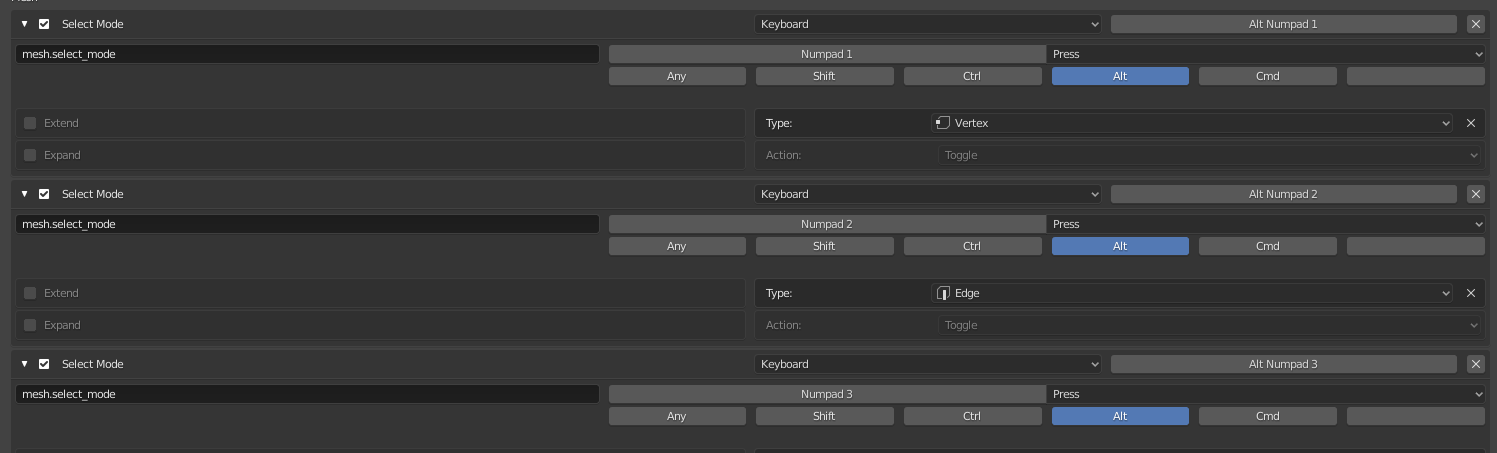 Select Mode Keyboard Alt Numpad 1
mesh.select_mode Numpad 1 Press
Any Shift Ctrl Alt Cmd
Extend Type: Vertex
Expand Action: Toggle
Select Mode Keyboard Alt Numpad 2
mesh.select_mode Numpad 2 Press
Any Shift Ctrl Alt Cmd
Extend Type: Edge
Expand Action: Toggle
Select Mode Keyboard Alt Numpad 3
mesh.select_mode Numpad 3 Press
Any Shift Ctrl Alt Cmd